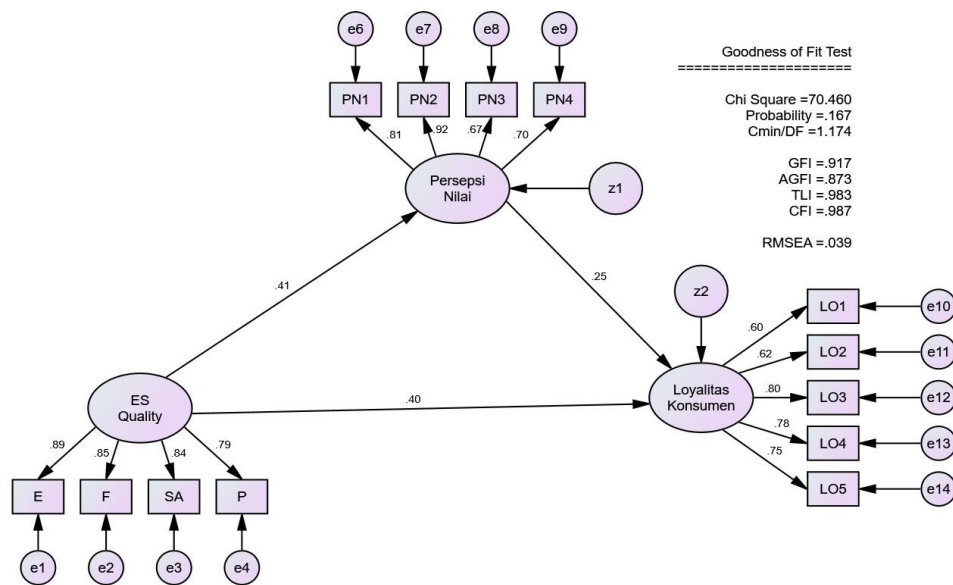 e6
e7
e8
e9
Goodness of Fit Test
=====================
PN1
PN2
PN3
PN4
Chi Square =70.460
Probability =.167
Cmin/DF =1.174
.81
.92
.67
.70
GFI =.917
AGFI =.873
TLI =.983
CFI =.987
RMSEA =.039
Persepsi
Nilai
z1
.41
.25
z2
LO1
e10
.60
LO2
e11
.62
ES
Quality
.40
Loyalitas
Konsumen
.80
LO3
e12
.78
LO4
e13
.75
LO5
e14
.89
.85
.84
.79
E
F
SA
P
e1
e2
e3
e4